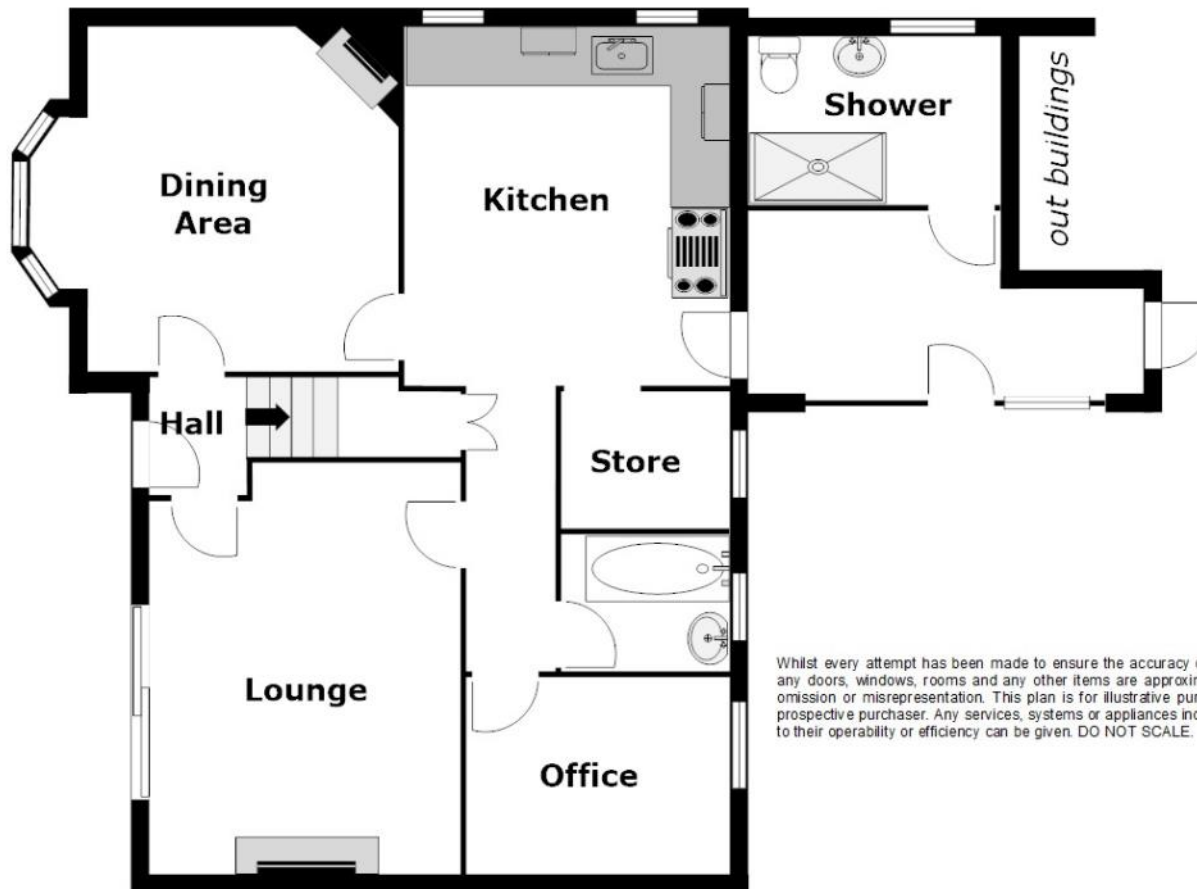 Dining
Area
Kitchen
Shower
out buildings
Hall
Store
Lounge
Office
Whilst every attempt has been made to ensure the accuracy
any doors, windows, rooms and any other items are
omission or misrepresentation. This plan is for illustrative
prospective purchaser. Any services, systems or appliances
to their operability or efficiency can be given. DO NOT SCALE.